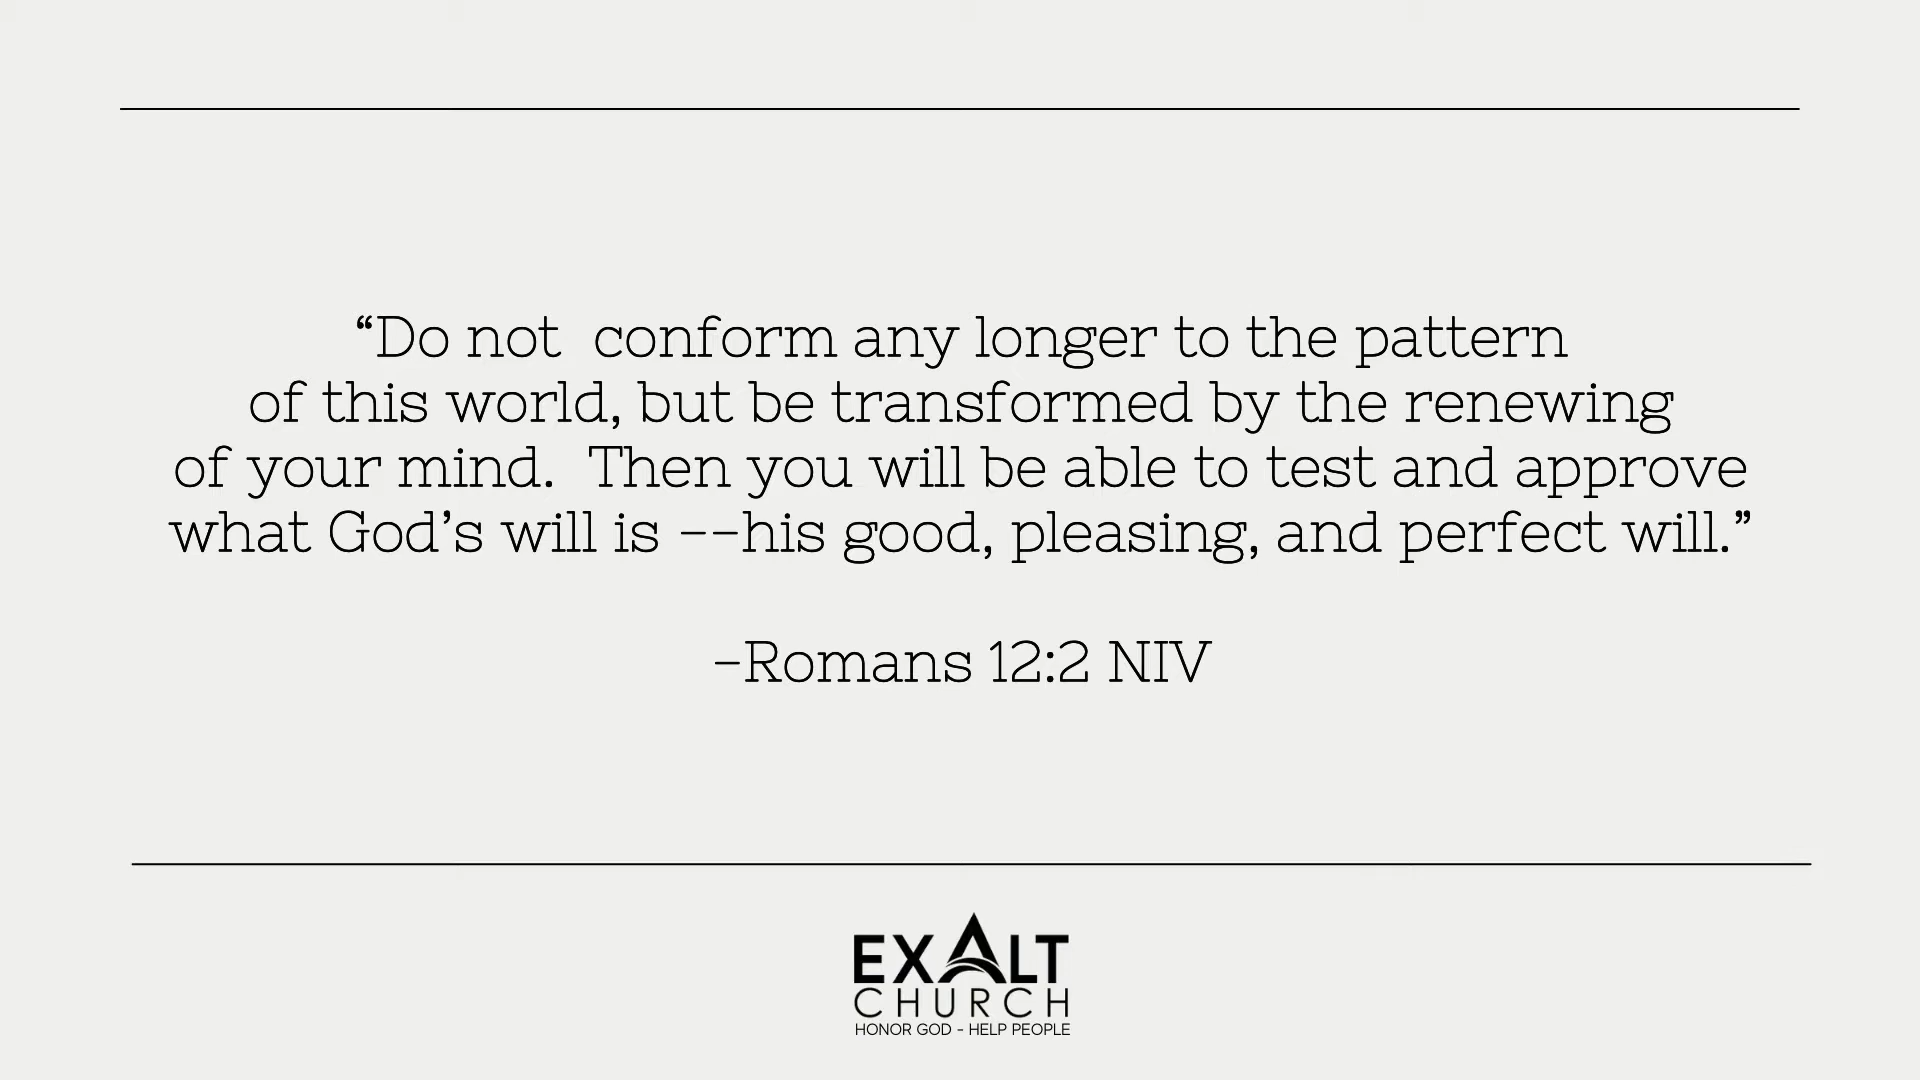 “Do not  conform any longer to the pattern
of this world, but be transformed by the renewing
of your mind.  Then you will be able to test and approve
what God’s will is --his good, pleasing, and perfect will.”
-Romans 12:2 NIV
EXALT
CHURCH
HONOR GOD - HELP PEOPLE